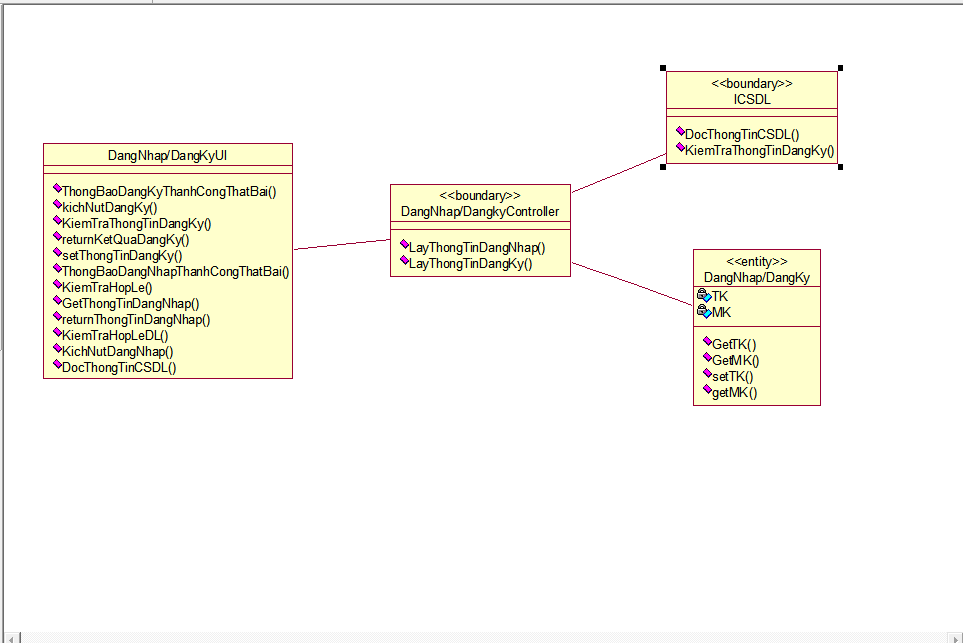 DangNhap/DangKyUI
ThongBaoDangKyThanhCongThatBai()
kichNutDangKy()
KiemTraThongTinDangKy()
returnKetQuaDangKy()
setThongTinDangKy()
ThongBaoDangNhapThanhCongThatBai()
KiemTraHopLe()
GetThongTinDangNhap()
returnThongTinDangNhap()
KiemTraHopLeDL()
KichNutDangNhap()
DocThongTinCSDL()
<<boundary>>
DangNhap/DangkyController
LayThongTinDangNhap()
LayThongTinDangKy()
<<boundary>>
ICSDL
DocThongTinCSDL()
KiemTraThongTinDangKy()
<<entity>>
DangNhap/DangKy
TK
MK
GetTK()
GetMK()
setTK()
getMK()